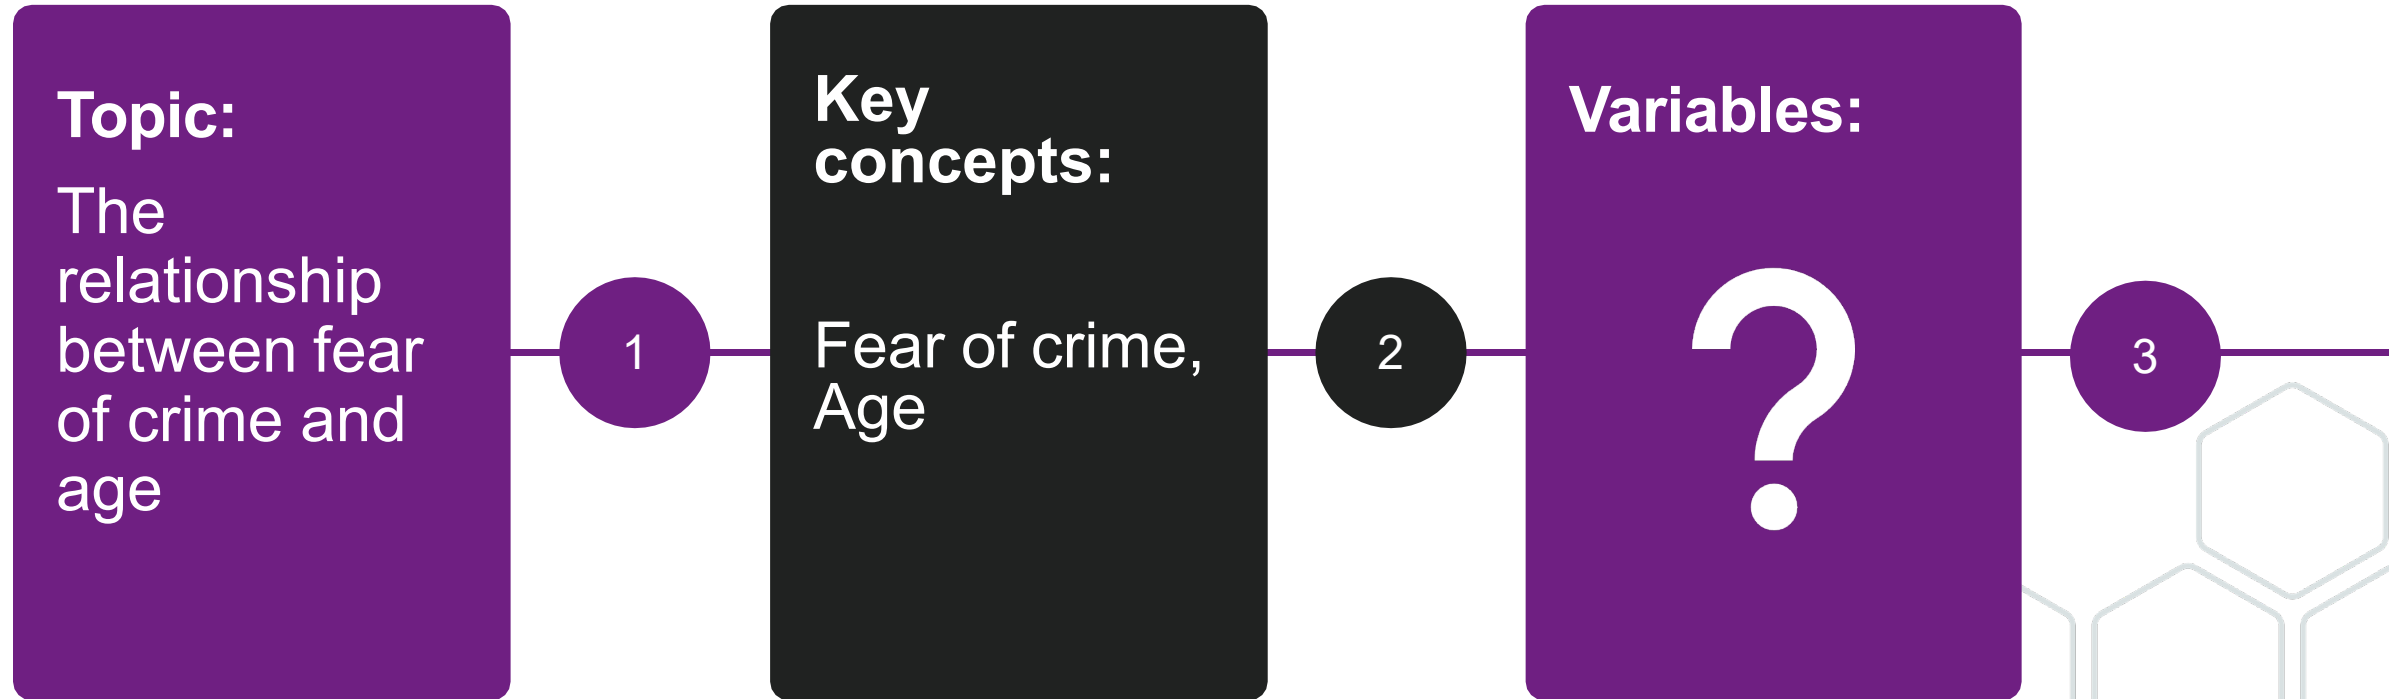 Topic:
The
relationship
between fear
of crime and
age
1
Key
concepts:
Fear of crime,
Age
2
Variables:
?
3